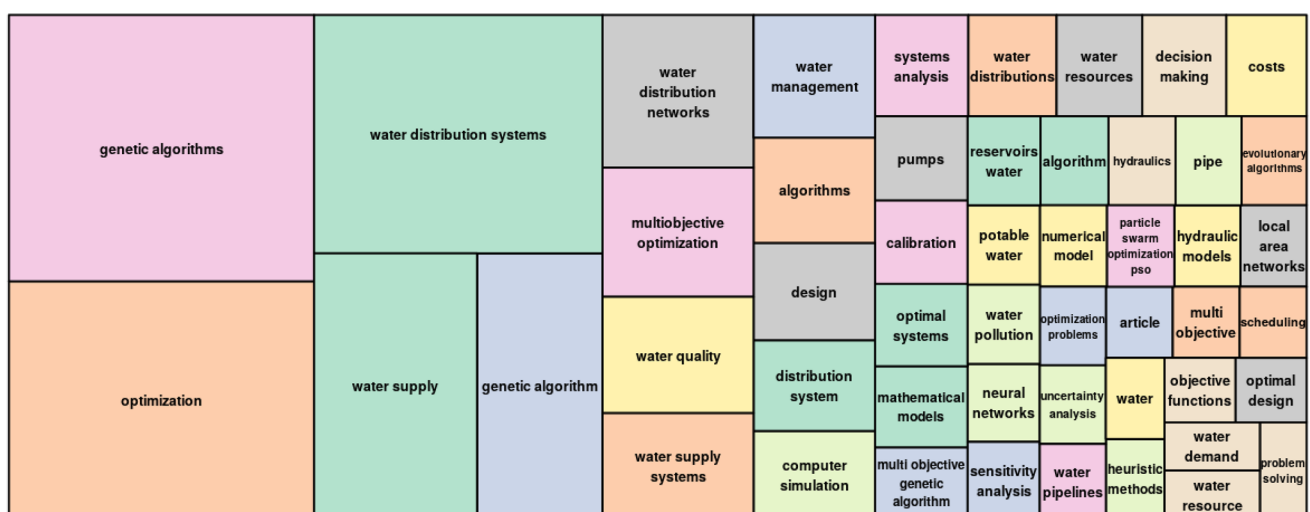 genetic algorithms
optimization
water distribution systems
water supply
genetic algorithm
water
distribution
networks
multiobjective
optimization
water quality
water supply
systems
water
management
algorithms
design
distribution
system
computer
simulation
systems
analysis
pumps
calibration
optimal
systems
mathematical
models
multi objective
genetic
algorithm
water
distributions
water
resources
decision
making
costs
reservoirs
water
algorithm
hydraulics
pipe
evolutionary
algorithms
potable
water
numerical
model
particle
swarm
optimization
pso
hydraulic
models
local
area
networks
water
pollution
optimization
problems
article
multi
objective
scheduling
neural
networks
uncertainty
analysis
water
objective
functions
optimal
design
sensitivity
analysis
water
pipelines
heuristic
methods
water
demand
water
resource
problem
solving